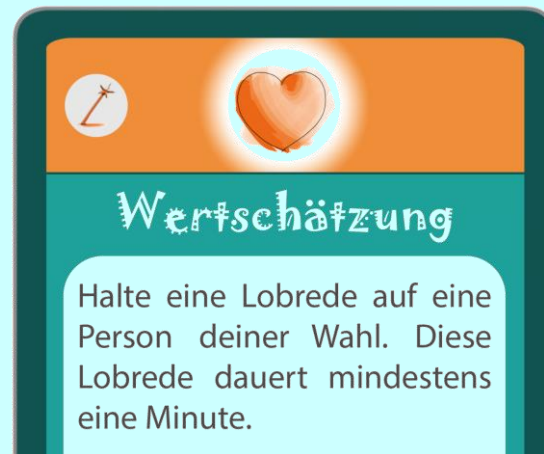 Wertschätzung
Halte eine Lobrede auf eine
Person deiner Wahl. Diese
Lobrede dauert mindestens
eine Minute.